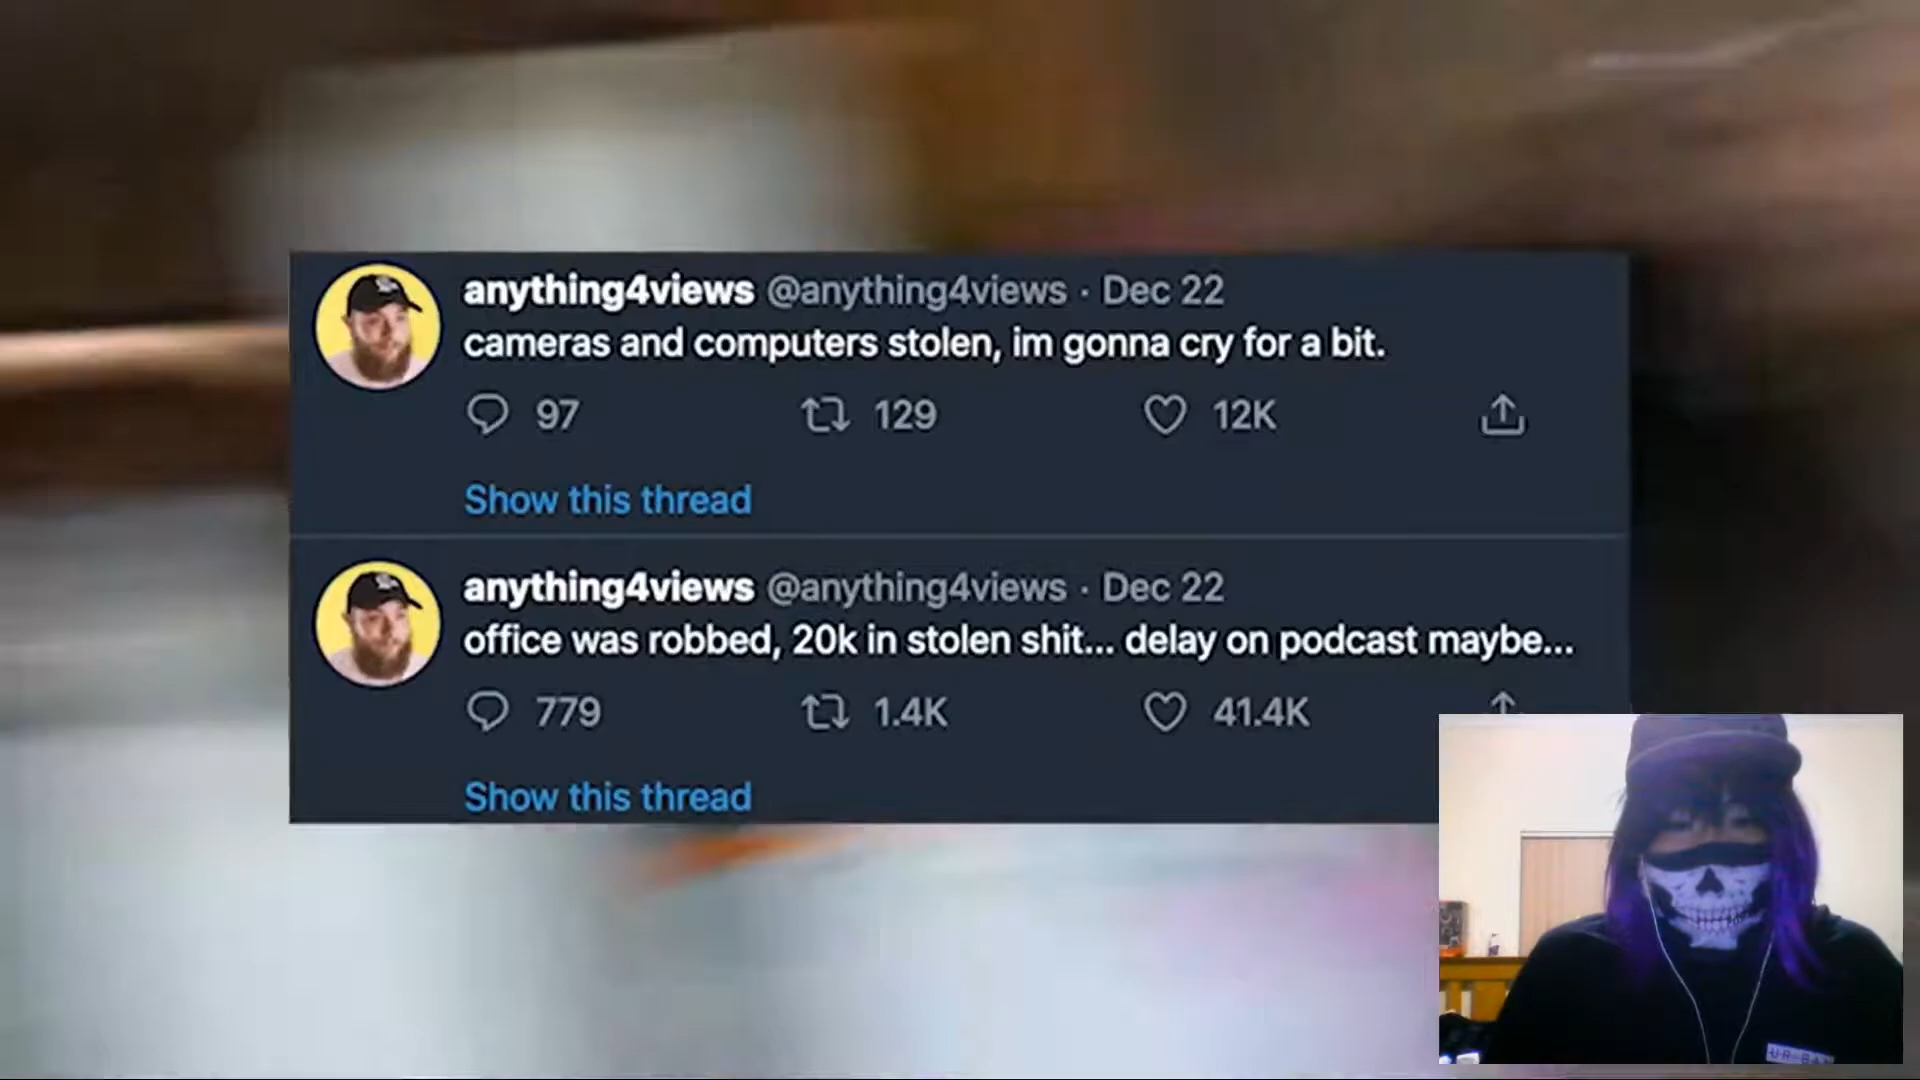 anything4views @anything4views · Dec 22
cameras and computers stolen, im gonna cry for a bit.
97 129 12K
Show this thread
anything4views @anything4views · Dec 22
office was robbed, 20k in stolen shit... delay on podcast maybe...
779 1.4K 41.4K
Show this thread